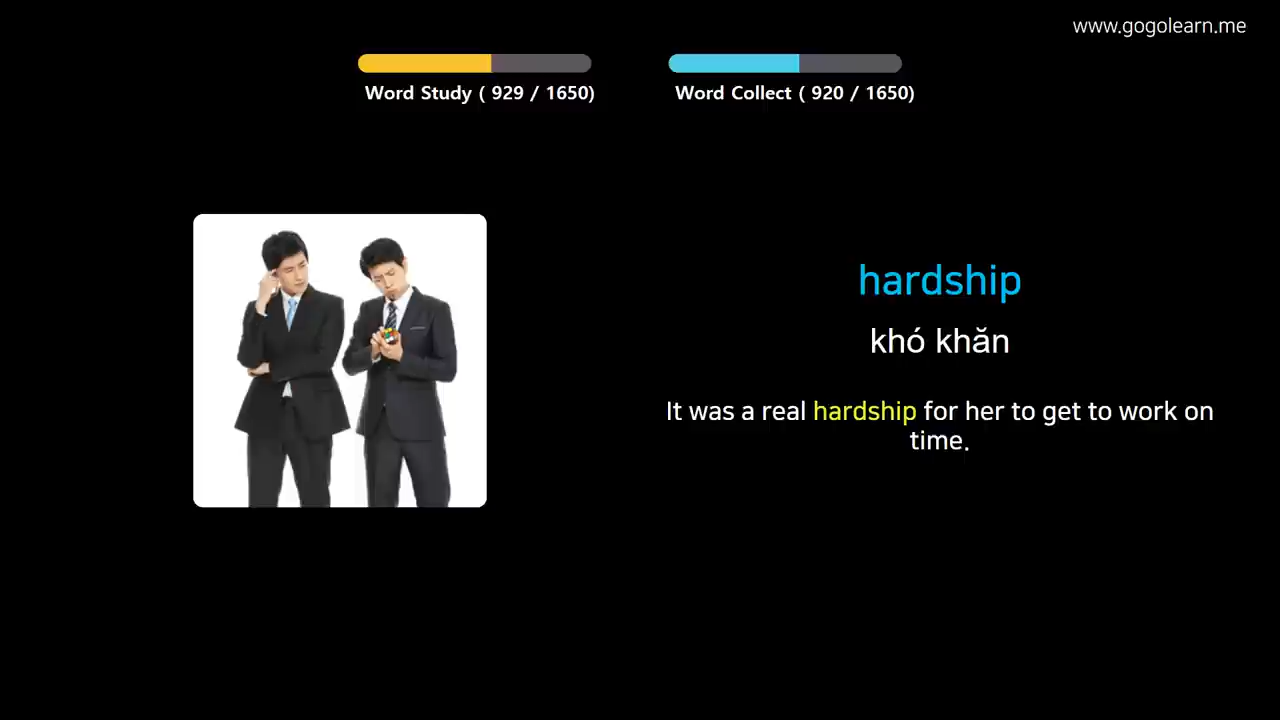 www.gogolearn.me
Word Study ( 929 / 1650)
Word Collect ( 920 / 1650)
hardship
khó khăn
It was a real hardship for her to get to work on
time.